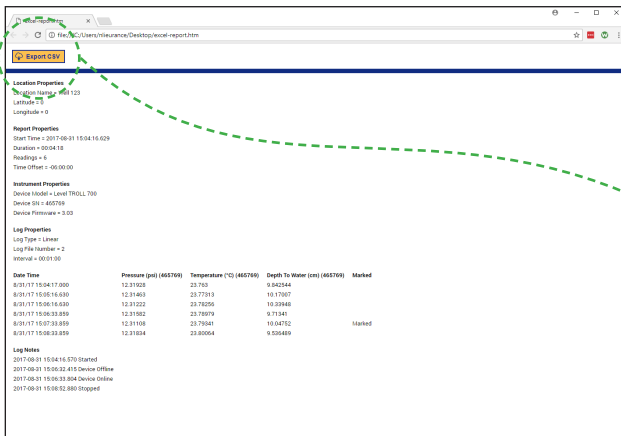 excel-report.htm
file:///C:/Users/nlieurance/Desktop/excel-report.htm
Export CSV
Location Properties
Location Name = Well 123
Latitude = 0
Longitude = 0
Report Properties
Start Time = 2017-08-31 15:04:16.629
Duration = 00:04:18
Readings = 6
Time Offset = -06:00:00
Instrument Properties
Device Model = Level TROLL 700
Device SN = 465769
Device Firmware = 3.03
Log Properties
Log Type = Linear
Log File Number = 2
Interval = 00:01:00
Date Time Pressure (psi) (465769) Temperature (°C) (465769) Depth To Water (cm) (465769) Marked
8/31/17 15:04:17.000 12.31928 23.763 9.842544
8/31/17 15:05:16.630 12.31463 23.77313 10.17007
8/31/17 15:06:16.630 12.31222 23.78256 10.33948
8/31/17 15:06:33.859 12.31582 23.78979 9.71341
8/31/17 15:07:33.859 12.31108 23.79341 10.04752 Marked
8/31/17 15:08:33.859 12.31834 23.80064 9.536489
Log Notes
2017-08-31 15:04:16.570 Started
2017-08-31 15:06:32.415 Device Offline
2017-08-31 15:06:33.804 Device Online
2017-08-31 15:08:52.880 Stopped